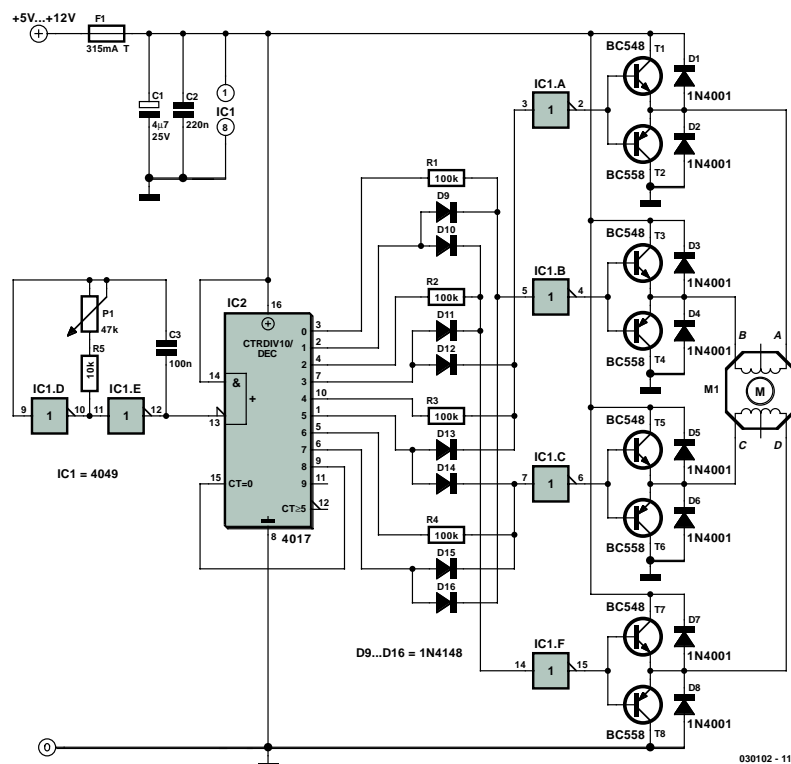 +5V...+12V
F1
315mA T
C1
4µ7
25V
C2
220n
1
IC1
8
BC548
T1
D1
1N4001
IC1.A
3
1
2
D2
1N4001
BC558
T2
R1
100k
D9
D10
BC548
T3
D3
1N4001
IC1.B
5
1
4
D4
1N4001
BC558
T4
R2
100k
D11
D12
IC2
16
CTRDIV10/
DEC
0
3
1
2
2
4
3
7
4
10
5
1
6
5
7
6
8
9
9
11
CT≥5
12
14
&
+
13
15
CT=0
8
4017
P1
47k
R5
10k
C3
100n
IC1.D
9
1
10
IC1.E
11
1
12
IC1 = 4049
R3
100k
D13
D14
B
A
M1
M
C
D
BC548
T5
D5
1N4001
IC1.C
7
1
6
D6
1N4001
BC558
T6
R4
100k
D15
D16
D9...D16 = 1N4148
BC548
T7
D7
1N4001
IC1.F
14
1
15
D8
1N4001
BC558
T8
0
030102 - 11